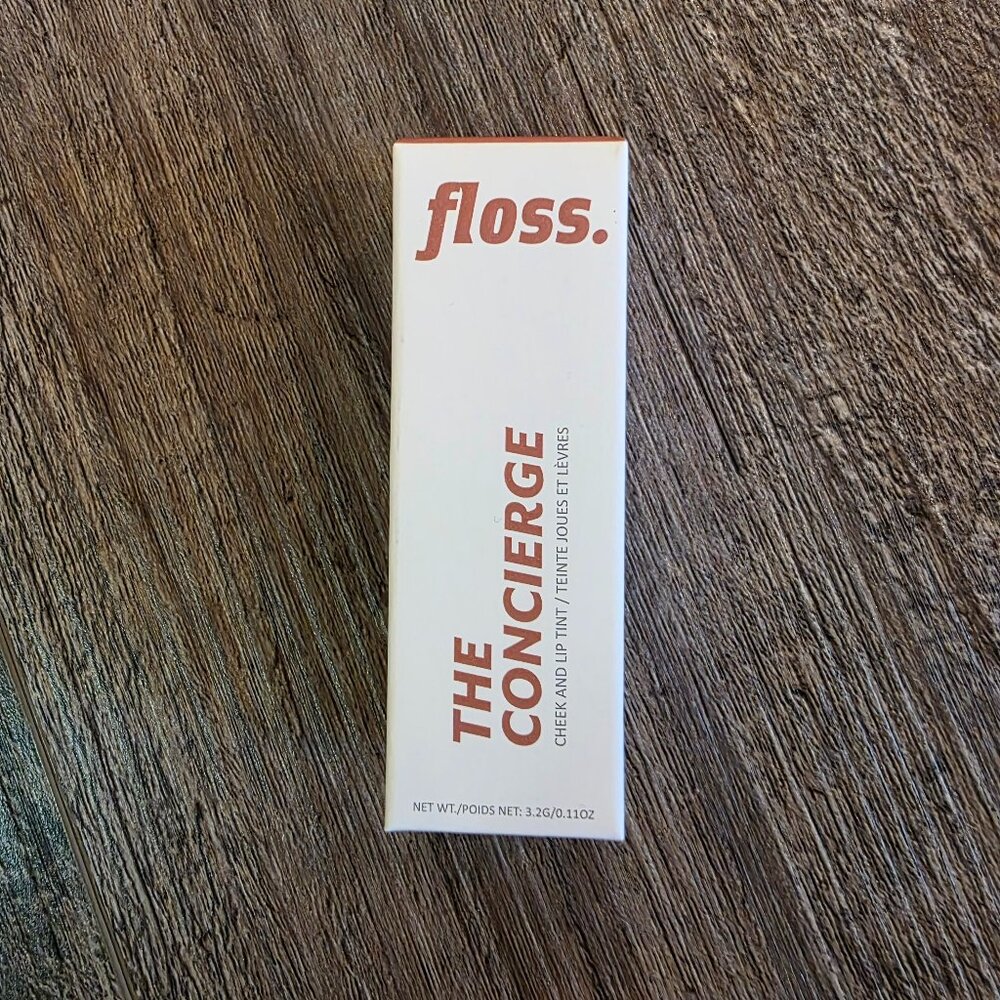 floss.
THE
CONCIERGE
CHEEK AND LIP TINT / TEINTE JOUES ET LÈVRES
NET WT./POIDS NET: 3.2G/0.11OZ